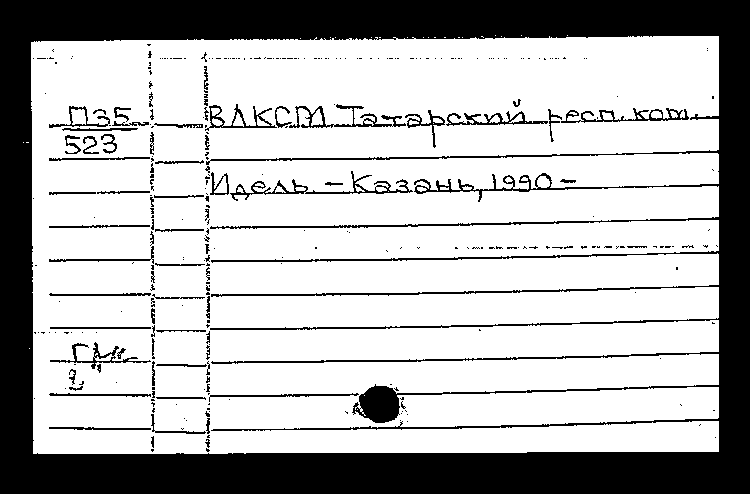 П35
523
ВЛКСМ Татарский респ. ком.
Идель. – Казань, 1990 –